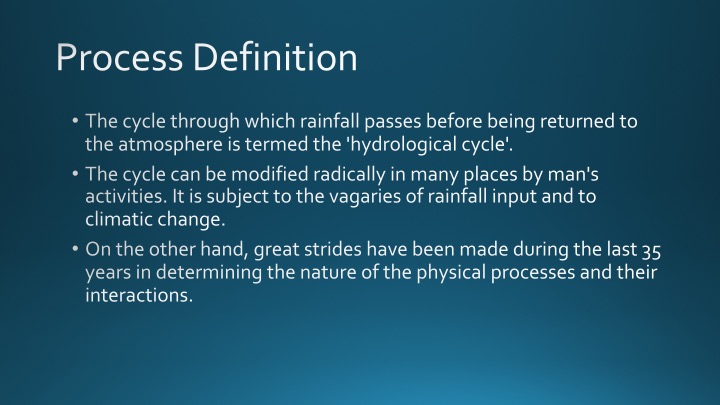 Process Definition
• The cycle through which rainfall passes before being returned to
the atmosphere is termed the 'hydrological cycle'.
• The cycle can be modified radically in many places by man's
activities. It is subject to the vagaries of rainfall input and to
climatic change.
• On the other hand, great strides have been made during the last 35
years in determining the nature of the physical processes and their
interactions.